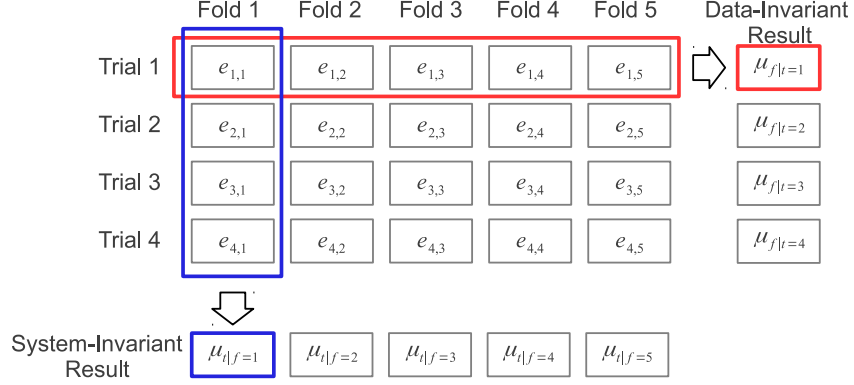 Fold 1 Fold 2 Fold 3 Fold 4 Fold 5 Data-Invariant
Result
Trial 1 e1,1 e1,2 e1,3 e1,4 e1,5 μf|t=1
Trial 2 e2,1 e2,2 e2,3 e2,4 e2,5 μf|t=2
Trial 3 e3,1 e3,2 e3,3 e3,4 e3,5 μf|t=3
Trial 4 e4,1 e4,2 e4,3 e4,4 e4,5 μf|t=4
System-Invariant
Result μt|f=1 μt|f=2 μt|f=3 μt|f=4 μt|f=5